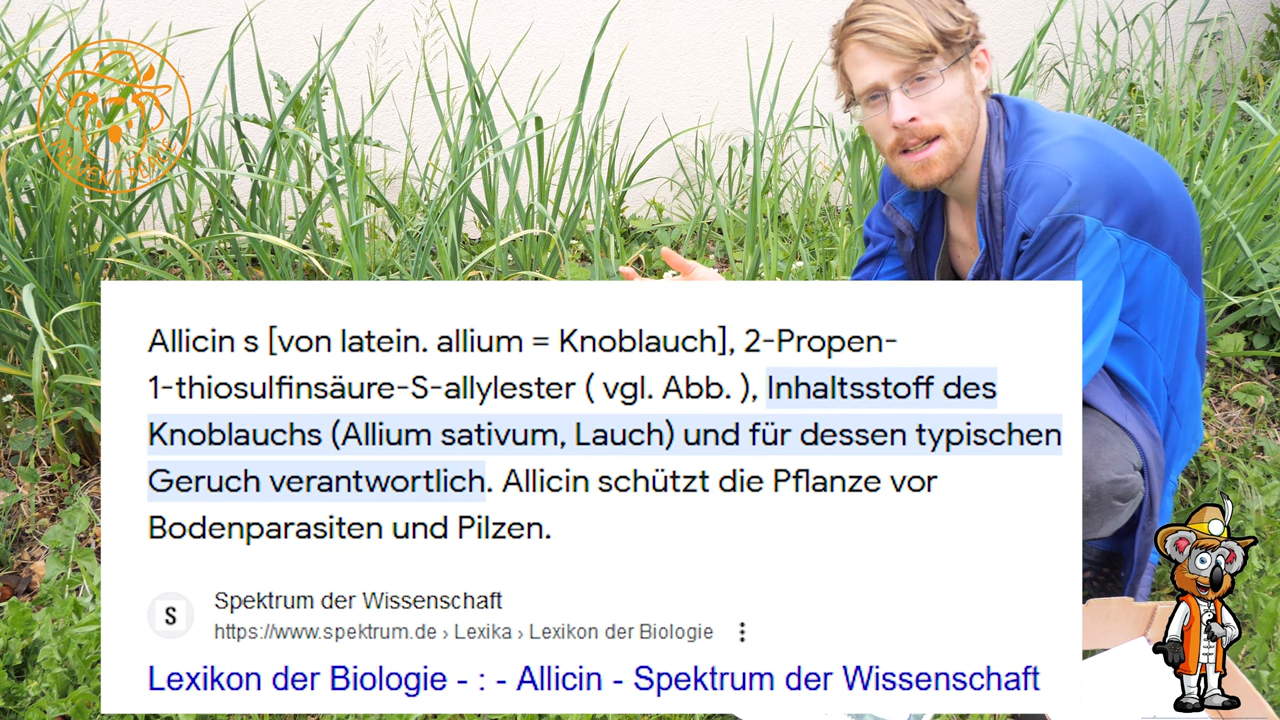 Allicin s [von latein. allium = Knoblauch], 2-Propen-
1-thiosulfinsäure-S-allylester ( vgl. Abb. ), Inhaltsstoff des
Knoblauchs (Allium sativum, Lauch) und für dessen typischen
Geruch verantwortlich. Allicin schützt die Pflanze vor
Bodenparasiten und Pilzen.
S
Spektrum der Wissenschaft
https://www.spektrum.de › Lexika › Lexikon der Biologie
Lexikon der Biologie - : - Allicin - Spektrum der Wissenschaft